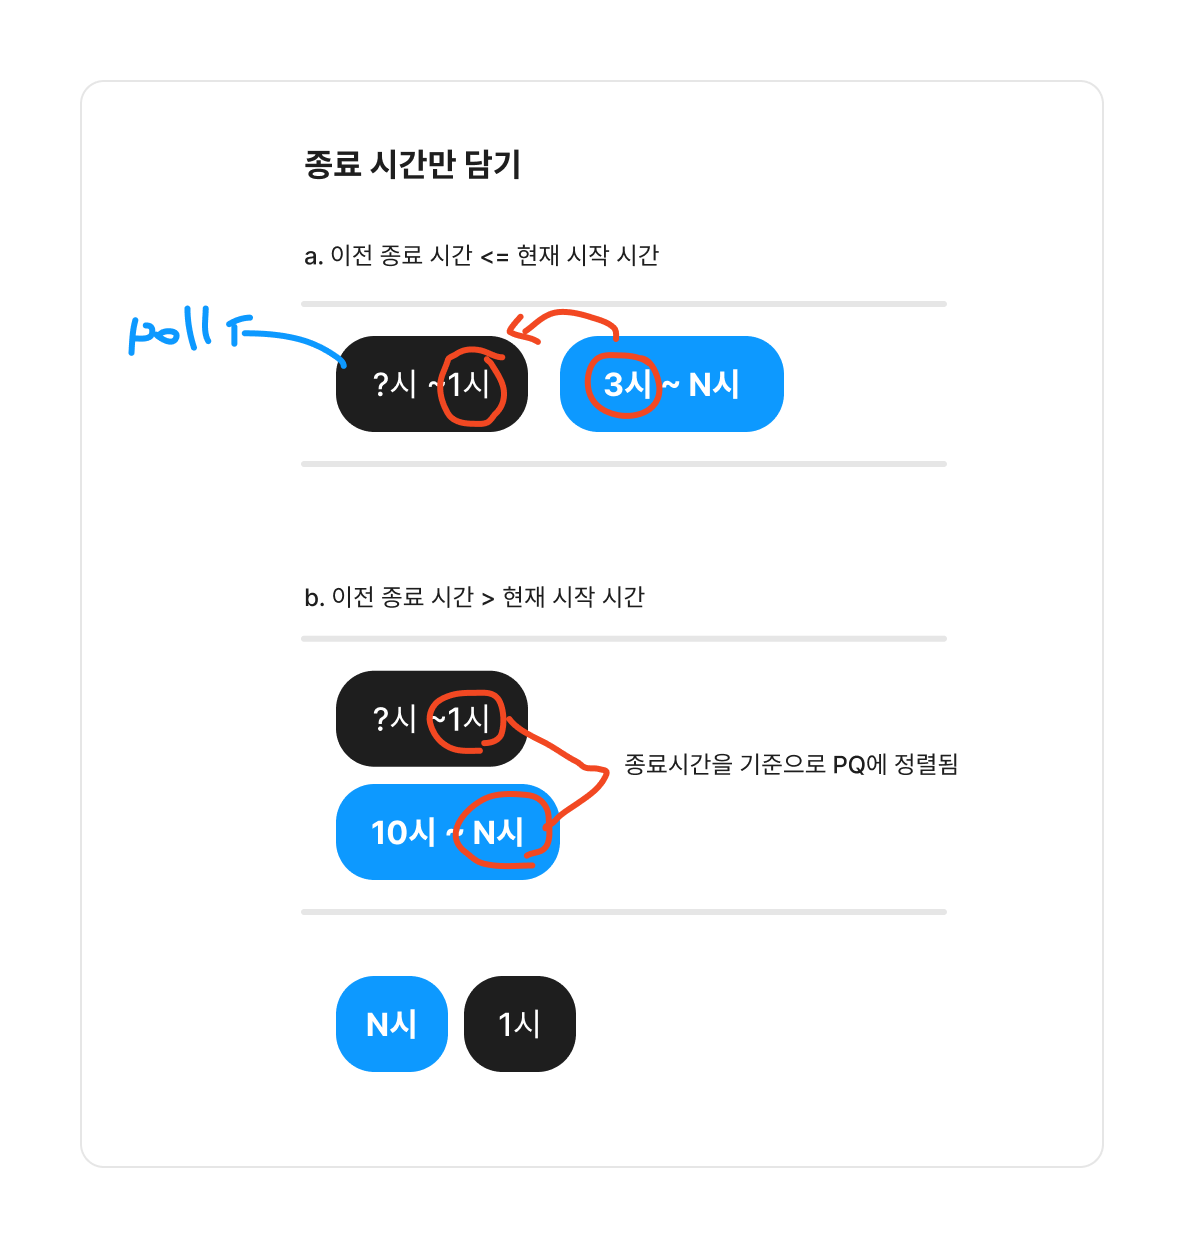 종료 시간만 담기
a. 이전 종료 시간 <= 현재 시작 시간
poll
?시 ~1시
3시 ~ N시
b. 이전 종료 시간 > 현재 시작 시간
?시 ~1시
종료시간을 기준으로 PQ에 정렬됨
10시 ~ N시
N시
1시